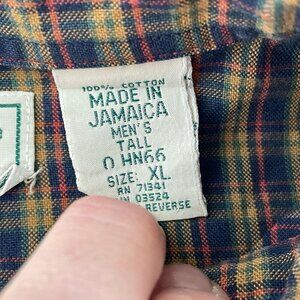 100% COTTON
MADE IN
JAMAICA
MEN'S
TALL
O HN66
SIZE: XL
RN 71341
03524
REVERSE